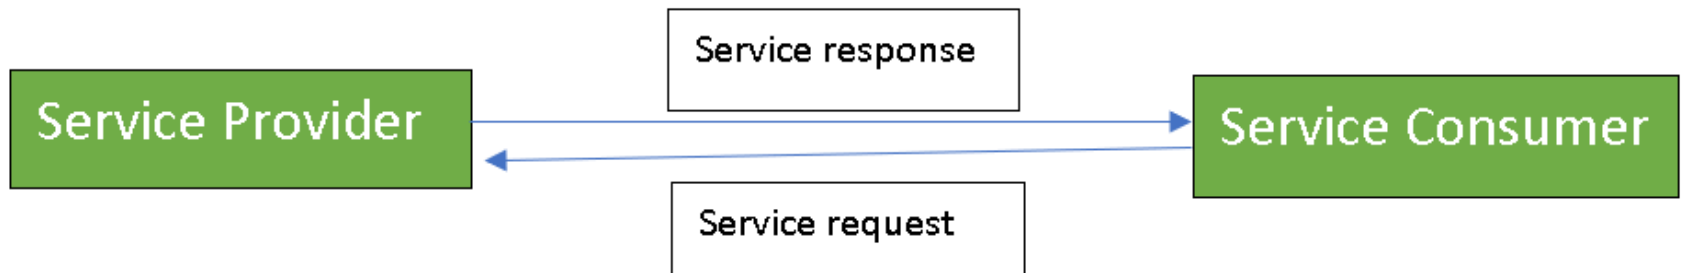 Service response
Service Provider
Service Consumer
Service request